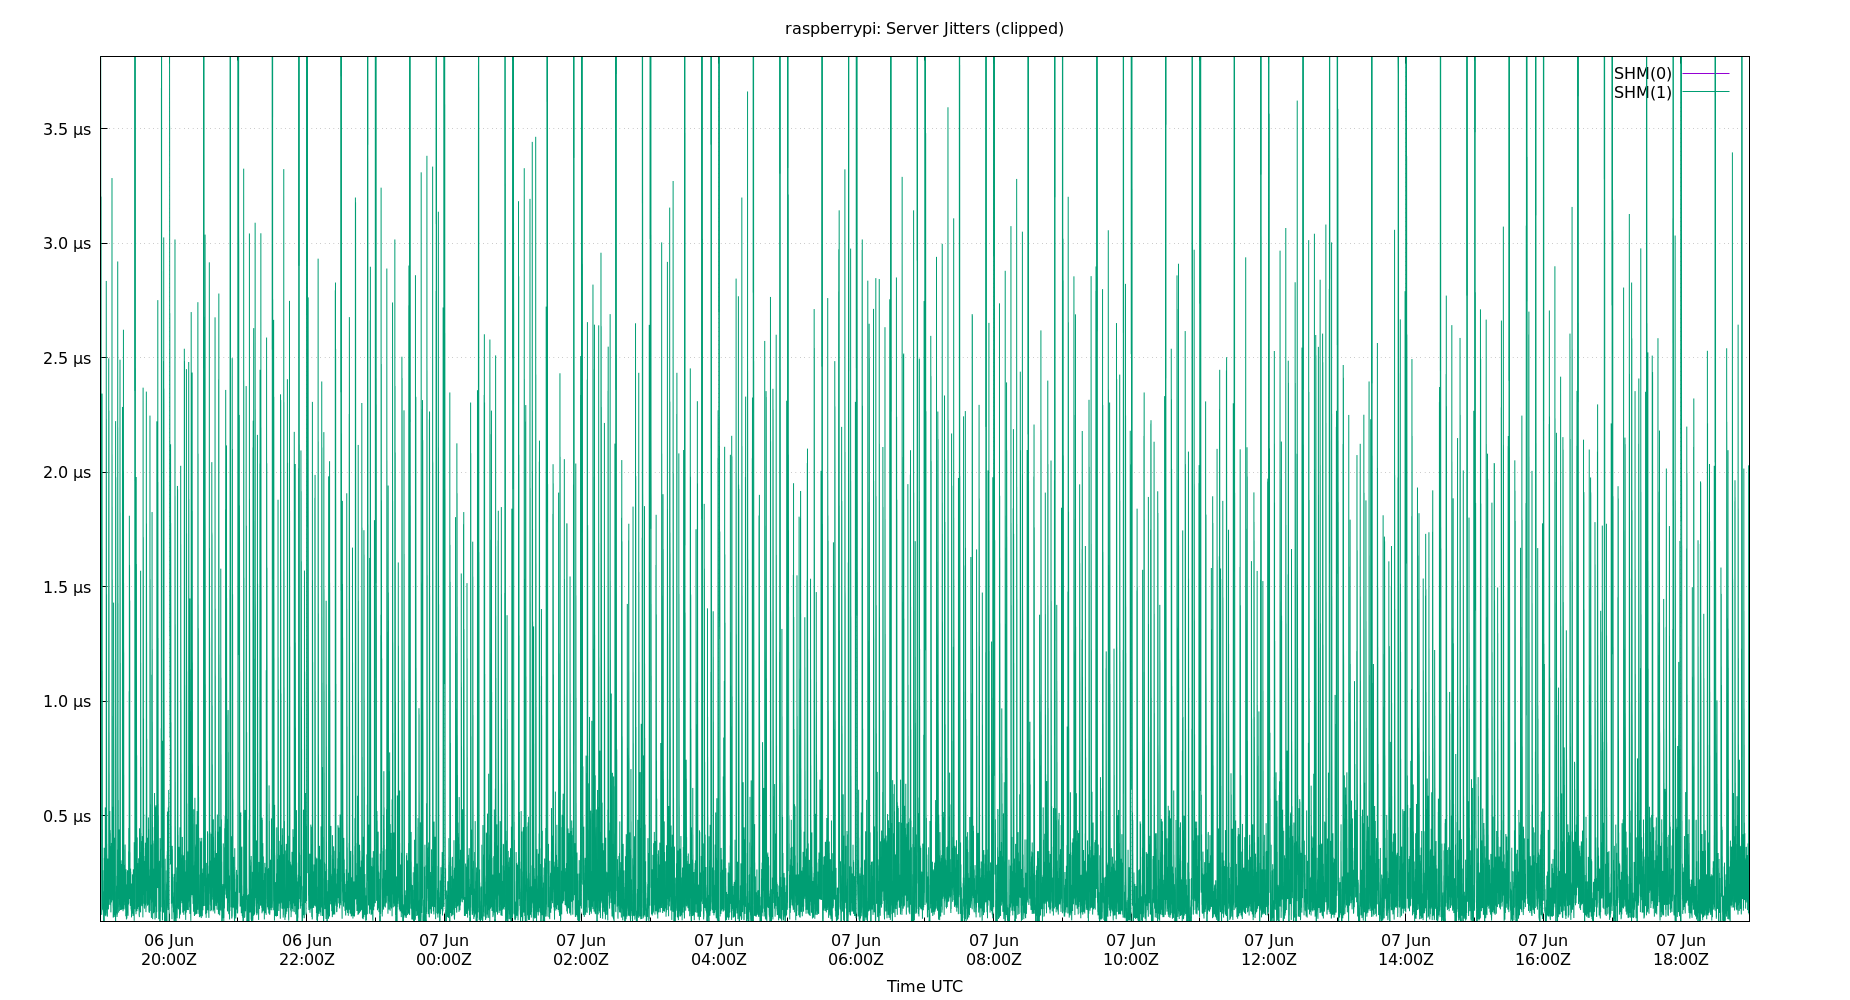 raspberrypi: Server Jitters (clipped)
SHM(0)
SHM(1)
3.5 µs
3.0 µs
2.5 µs
2.0 µs
1.5 µs
1.0 µs
0.5 µs
06 Jun 06 Jun 07 Jun 07 Jun 07 Jun 07 Jun 07 Jun 07 Jun 07 Jun 07 Jun 07 Jun 07 Jun
20:00Z 22:00Z 00:00Z 02:00Z 04:00Z 06:00Z 08:00Z 10:00Z 12:00Z 14:00Z 16:00Z 18:00Z
Time UTC